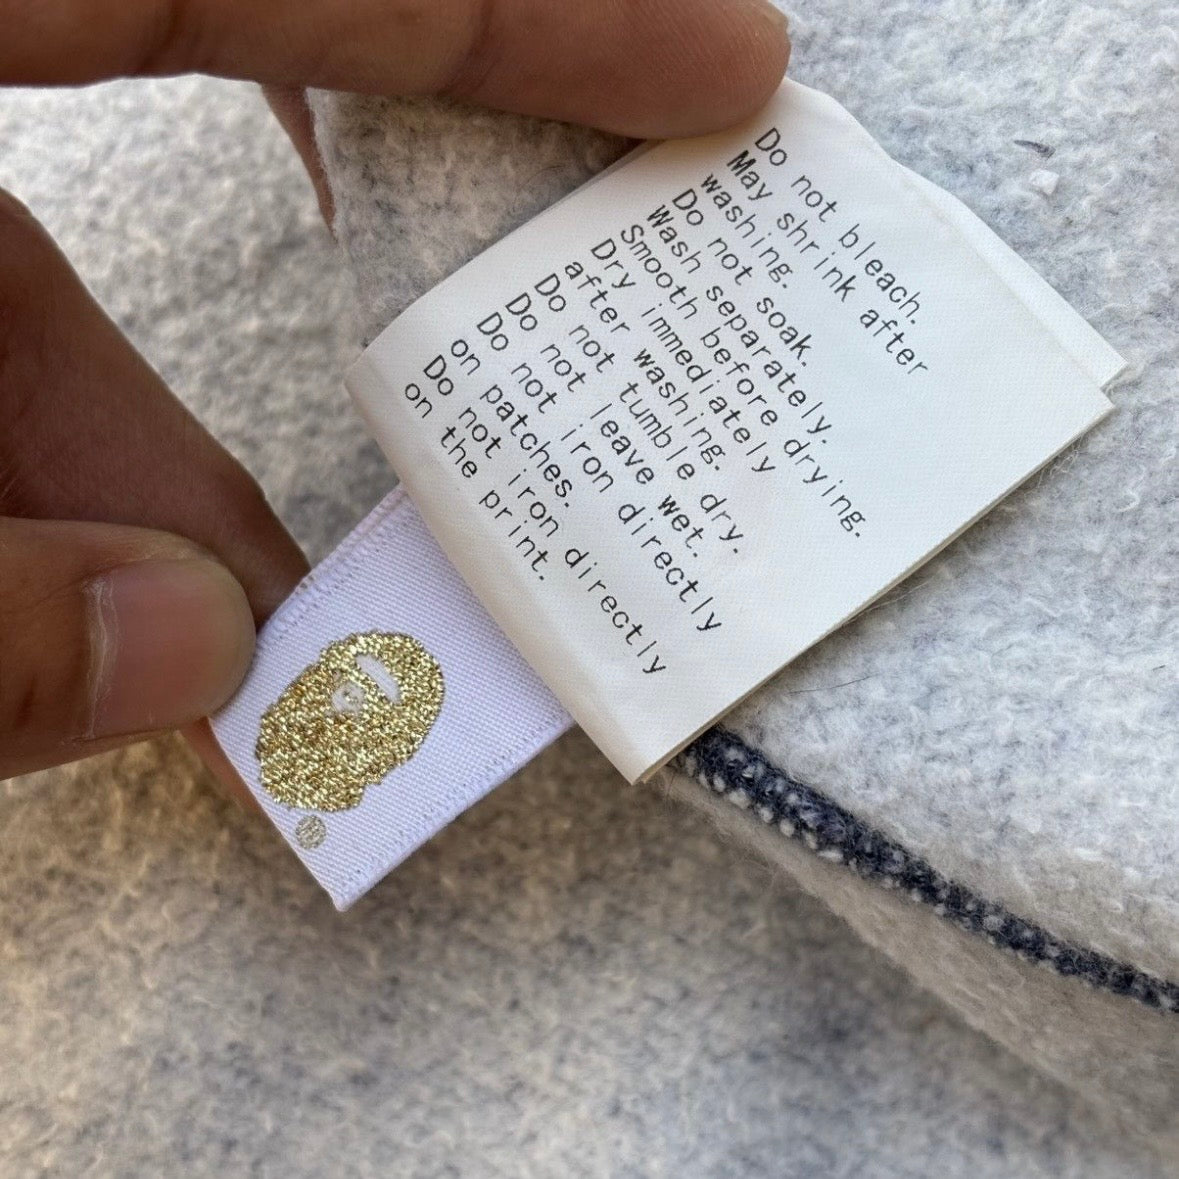 Do not bleach.
May shrink after
washing.
Do not soak.
Wash separately.
Smooth before drying.
Dry immediately
after washing.
Do not tumble dry.
Do not leave wet.
Do not iron directly
on patches.
Do not iron directly
on the print.